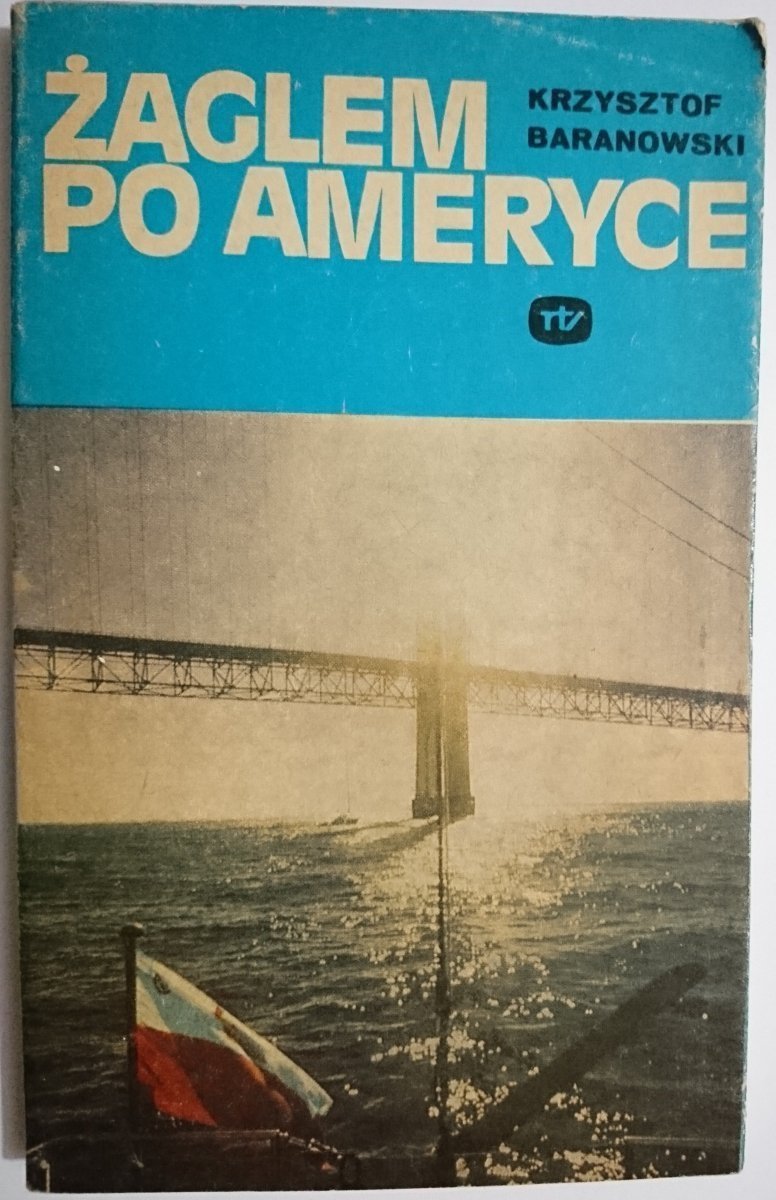 ŻAGLEM
PO AMERYCE
KRZYSZTOF
BARANOWSKI
rtv